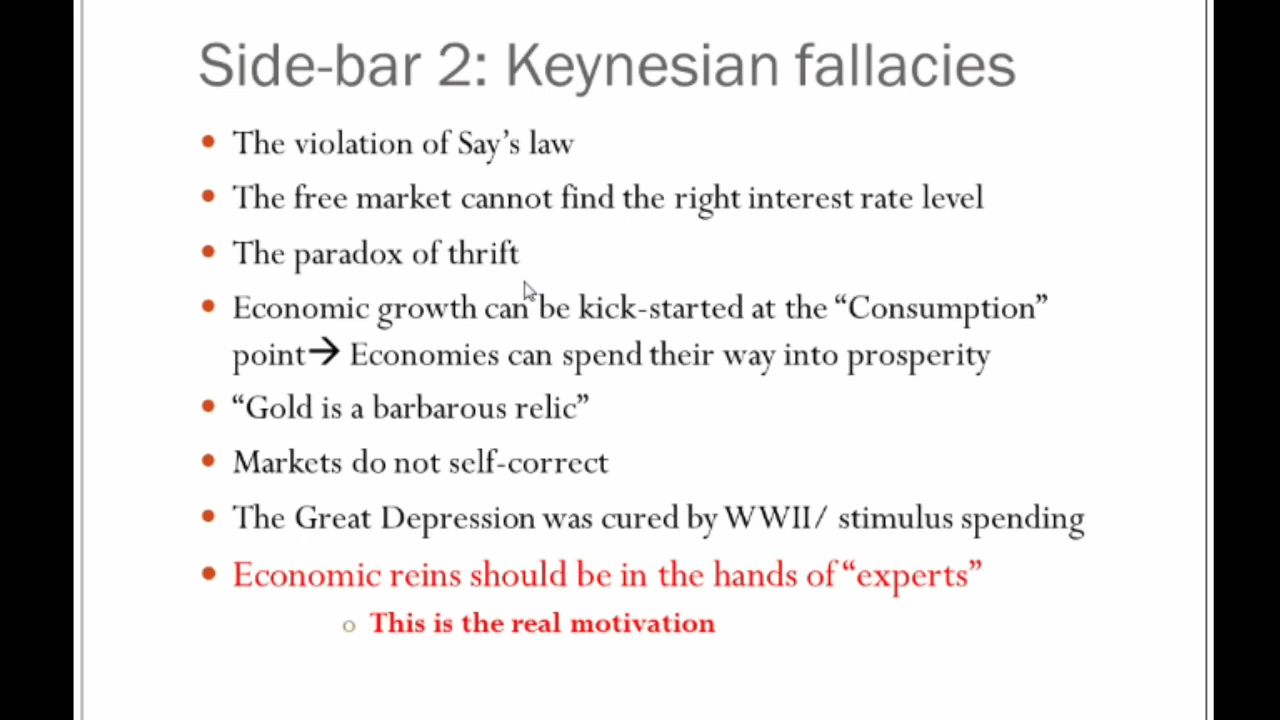 Side-bar 2: Keynesian fallacies
• The violation of Say’s law
• The free market cannot find the right interest rate level
• The paradox of thrift
• Economic growth can be kick-started at the “Consumption”
point→ Economies can spend their way into prosperity
• “Gold is a barbarous relic”
• Markets do not self-correct
• The Great Depression was cured by WWII/ stimulus spending
• Economic reins should be in the hands of “experts”
o This is the real motivation